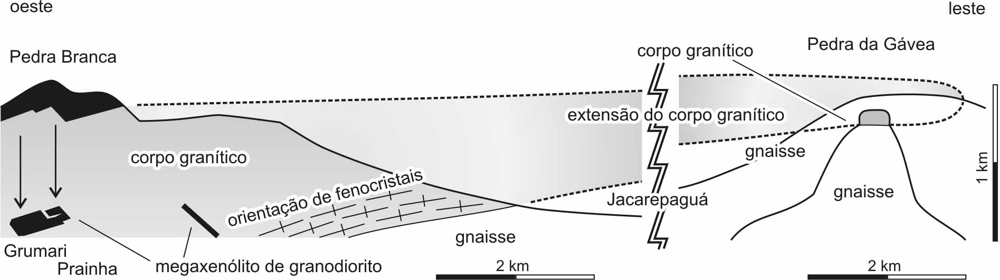 oeste
leste
Pedra Branca
corpo granítico
Pedra da Gávea
extensão do corpo granítico
corpo granítico
gnaisse
orientação de fenocristais
Jacarepaguá
gnaisse
1 km
gnaisse
Grumari
Prainha
megaxenólito de granodiorito
2 km
2 km